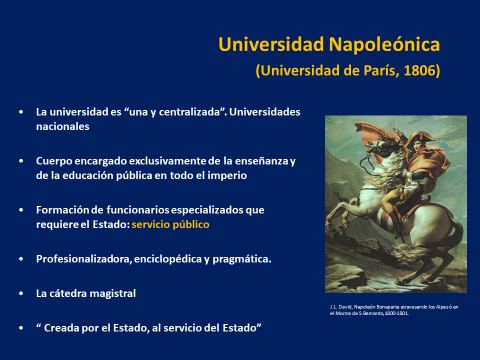 Universidad Napoleónica
(Universidad de París, 1806)
• La universidad es “una y centralizada”. Universidades
nacionales
• Cuerpo encargado exclusivamente de la enseñanza y
de la educación pública en todo el imperio
• Formación de funcionarios especializados que
requiere el Estado: servicio público
• Profesionalizadora, enciclopédica y pragmática.
• La cátedra magistral
• “ Creada por el Estado, al servicio del Estado”
J.L. David, Napoleón Bonaparte atravesando los Alpes ó en
el Monte de S.Bernardo,1800-1801.